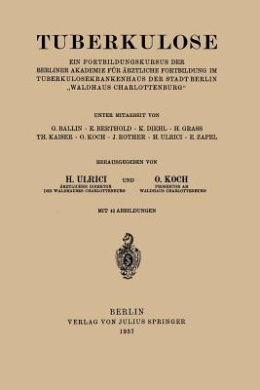 TUBERKULOSE
EIN FORTBILDUNGSKURSUS DER
BERLINER AKADEMIE FÜR ÄRZTLICHE FORTBILDUNG IM
TUBERKULOSEKRANKENHAUS DER STADT BERLIN
„WALDHAUS CHARLOTTENBURG"
UNTER MITARBEIT VON
G. BALLIN · E. BERTHOLD · K. DIEHL · H. GRASS
TH. KAISER · O. KOCH · J. ROTHER · H. ULRICI · E. ZAPEL
HERAUSGEGEBEN VON
H. ULRICI UND O. KOCH
ÄRZTLICHEM DIREKTOR PROSEKTOR AM
DES WALDHAUSES CHARLOTTENBURG WALDHAUS CHARLOTTENBURG
MIT 42 ABBILDUNGEN
BERLIN
VERLAG VON JULIUS SPRINGER
1937